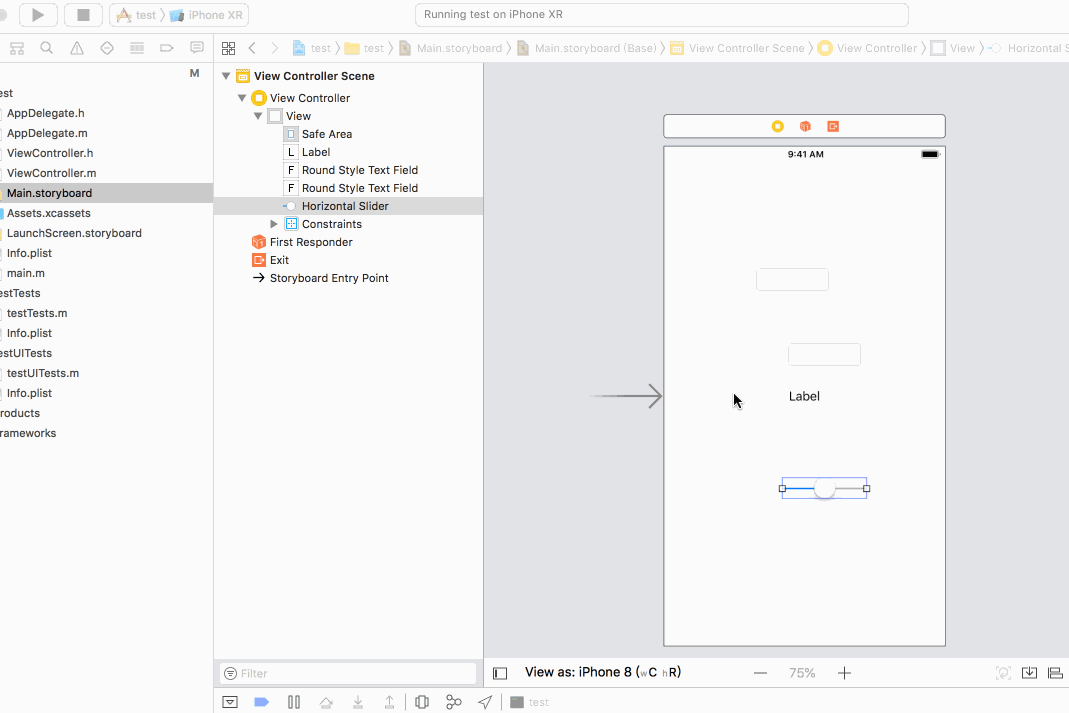 test
iPhone XR
Running test on iPhone XR
test
test
Main.storyboard
Main.storyboard (Base)
View Controller Scene
View Controller
View
Horizontal S
M
est
AppDelegate.h
AppDelegate.m
ViewController.h
ViewController.m
Main.storyboard
Assets.xcassets
LaunchScreen.storyboard
Info.plist
main.m
estTests
testTests.m
Info.plist
estUITests
testUITests.m
Info.plist
roducts
rameworks
View Controller Scene
View Controller
View
Safe Area
L Label
F Round Style Text Field
F Round Style Text Field
Horizontal Slider
Constraints
First Responder
Exit
Storyboard Entry Point
9:41 AM
Label
Filter
View as: iPhone 8 (wC hR)
75%
test